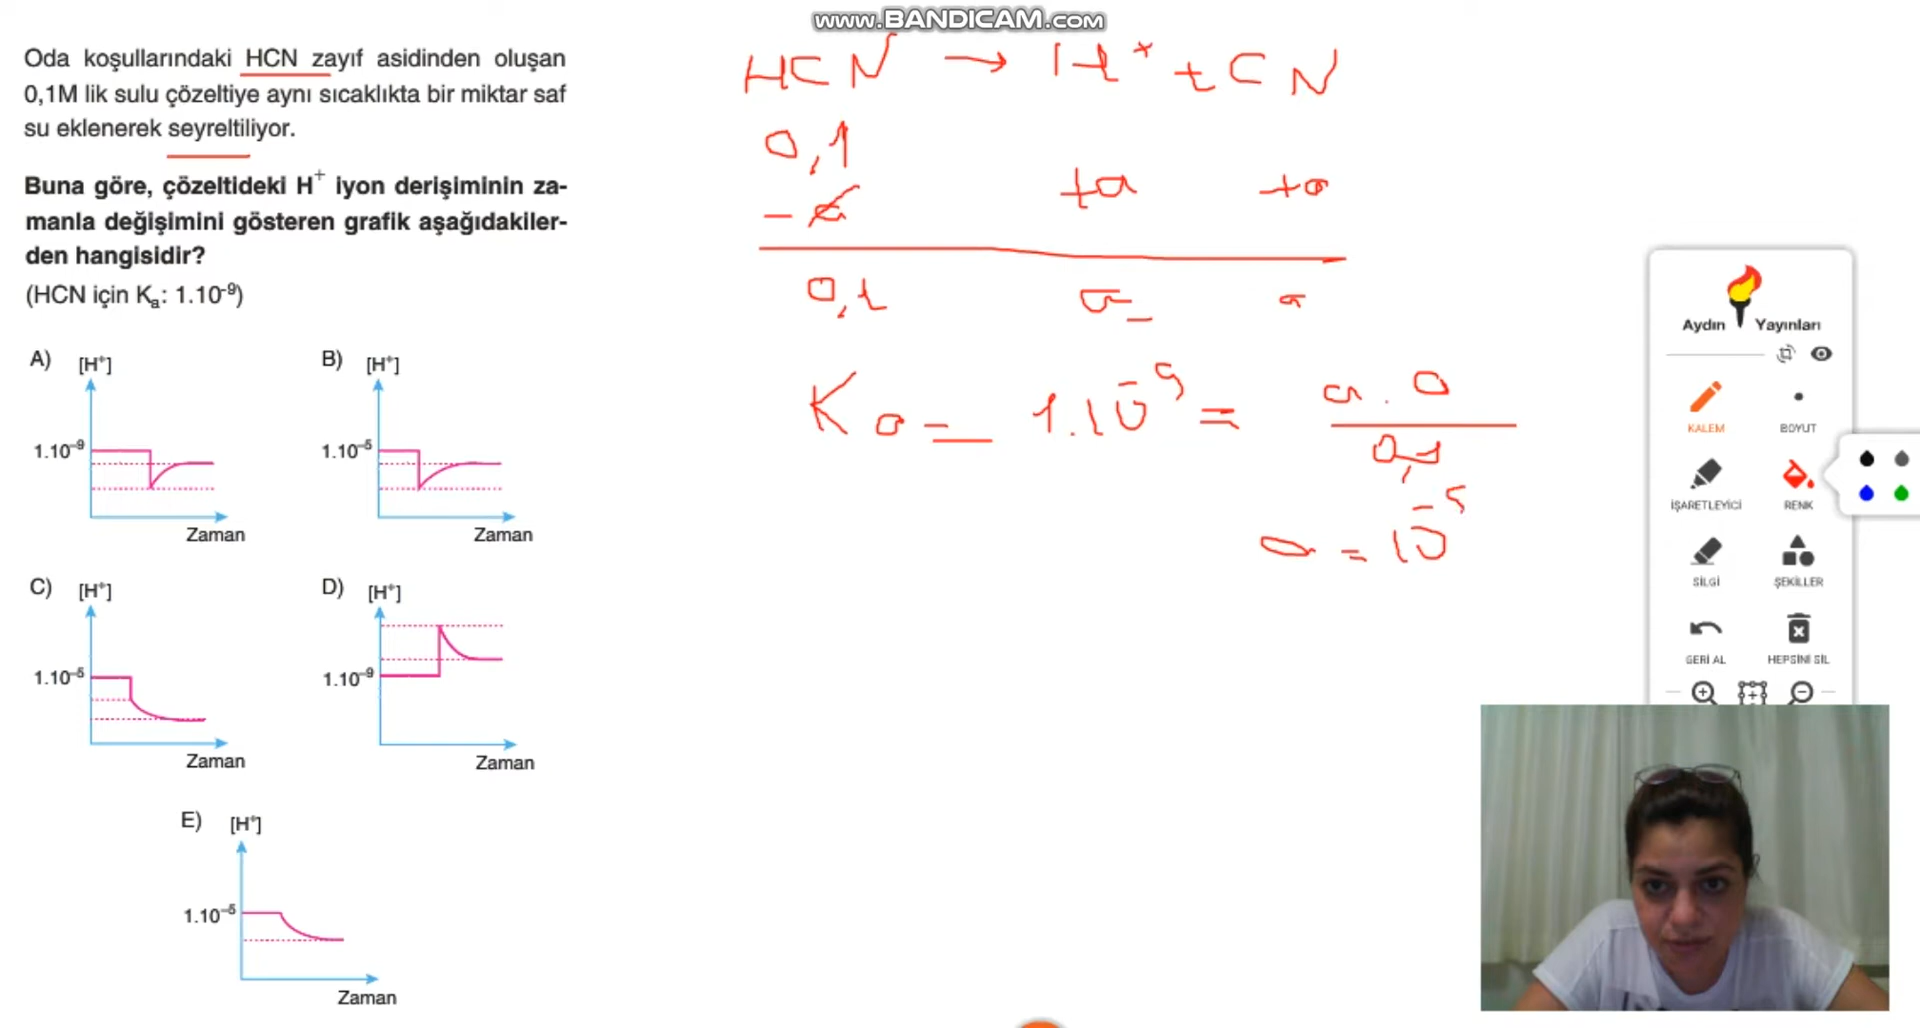 www.BANDICAM.com
Oda koşullarındaki HCN zayıf asidinden oluşan
0,1M lik sulu çözeltiye aynı sıcaklıkta bir miktar saf
su eklenerek seyreltiliyor.
Buna göre, çözeltideki H⁺ iyon derişiminin za-
manla değişimini gösteren grafik aşağıdakiler-
den hangisidir?
(HCN için Kₐ: 1.10⁻⁹)
A) [H⁺]
1.10⁻⁹
Zaman
B) [H⁺]
1.10⁻⁵
Zaman
C) [H⁺]
1.10⁻⁵
Zaman
D) [H⁺]
1.10⁻⁹
Zaman
E) [H⁺]
1.10⁻⁵
Zaman
HCN → H⁺ + CN
0,1
- a +a +a
0,1 a a
Ka = 1.10⁻⁹ = a.a
0,1
a = 10⁻⁵
Aydın Yayınları
KALEM BOYUT
İŞARETLEYİCİ RENK
SİLGİ ŞEKİLLER
GERİ AL HEPSİNİ SİL